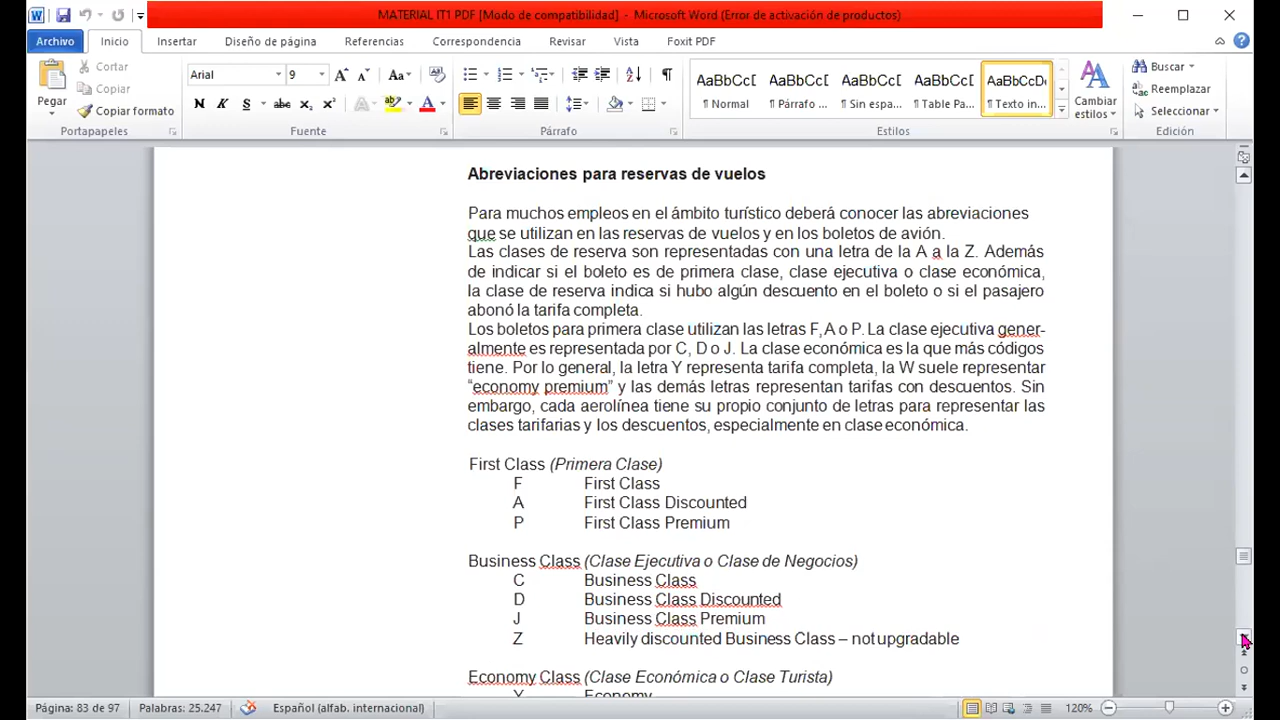 MATERIAL IT1 PDF [Modo de compatibilidad] - Microsoft Word (Error de activación de productos)
Archivo Inicio Insertar Diseño de página Referencias Correspondencia Revisar Vista Foxit PDF
Pegar
Cortar
Copiar
Copiar formato
Portapapeles
Arial 9
N K S abc x₂ x²
Fuente
Párrafo
AaBbCcD AaBbCcD AaBbCcD AaBbCcD AaBbCcDd
¶ Normal ¶ Párrafo ... ¶ Sin espa... ¶ Table Pa... ¶ Texto in...
Estilos
Cambiar estilos
Buscar
Reemplazar
Seleccionar
Edición
Abreviaciones para reservas de vuelos
Para muchos empleos en el ámbito turístico deberá conocer las abreviaciones
que se utilizan en las reservas de vuelos y en los boletos de avión.
Las clases de reserva son representadas con una letra de la A a la Z. Además
de indicar si el boleto es de primera clase, clase ejecutiva o clase económica,
la clase de reserva indica si hubo algún descuento en el boleto o si el pasajero
abonó la tarifa completa.
Los boletos para primera clase utilizan las letras F, A o P. La clase ejecutiva gener-
almente es representada por C, D o J. La clase económica es la que más códigos
tiene. Por lo general, la letra Y representa tarifa completa, la W suele representar
“economy premium” y las demás letras representan tarifas con descuentos. Sin
embargo, cada aerolínea tiene su propio conjunto de letras para representar las
clases tarifarias y los descuentos, especialmente en clase económica.
First Class (Primera Clase)
F First Class
A First Class Discounted
P First Class Premium
Business Class (Clase Ejecutiva o Clase de Negocios)
C Business Class
D Business Class Discounted
J Business Class Premium
Z Heavily discounted Business Class – not upgradable
Economy Class (Clase Económica o Clase Turista)
Y Economy
Página: 83 de 97 Palabras: 25.247 Español (alfab. internacional) 120%